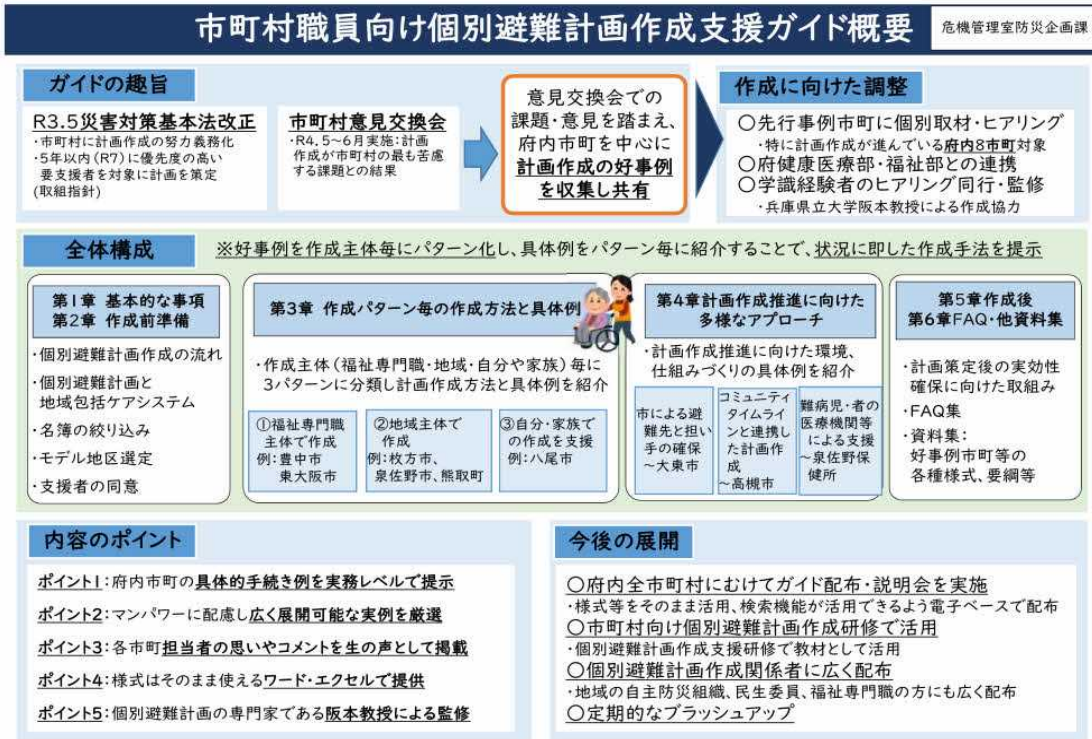 市町村職員向け個別避難計画作成支援ガイド概要
危機管理室防災企画課
ガイドの趣旨
R3.5災害対策基本法改正
・市町村に計画作成の努力義務化
・5年以内(R7)に優先度の高い
要支援者を対象に計画を策定
(取組指針)
市町村意見交換会
・R4.5~6月実施:計画
作成が市町村の最も苦慮
する課題との結果
意見交換会での
課題・意見を踏まえ、
府内市町を中心に
計画作成の好事例
を収集し共有
作成に向けた調整
○先行事例市町に個別取材・ヒアリング
・特に計画作成が進んでいる府内8市町対象
○府健康医療部・福祉部との連携
○学識経験者のヒアリング同行・監修
・兵庫県立大学阪本教授による作成協力
全体構成
※好事例を作成主体毎にパターン化し、具体例をパターン毎に紹介することで、状況に即した作成手法を提示
第1章 基本的な事項
第2章 作成前準備
・個別避難計画作成の流れ
・個別避難計画と
地域包括ケアシステム
・名簿の絞り込み
・モデル地区選定
・支援者の同意
第3章 作成パターン毎の作成方法と具体例
・作成主体(福祉専門職・地域・自分や家族)毎に
3パターンに分類し計画作成方法と具体例を紹介
①福祉専門職
主体で作成
例:豊中市
東大阪市
②地域主体で
作成
例:枚方市、
泉佐野市、熊取町
③自分・家族で
の作成を支援
例:八尾市
第4章計画作成推進に向けた
多様なアプローチ
・計画作成推進に向けた環境、
仕組みづくりの具体例を紹介
市による避
難先と担い
手の確保
~大東市
コミュニティ
タイムライ
ンと連携し
た計画作
成
~高槻市
難病児・者の
医療機関等
による支援
~泉佐野保
健所
第5章作成後
第6章FAQ・他資料集
・計画策定後の実効性
確保に向けた取組み
・FAQ集
・資料集:
好事例市町等の
各種様式、要綱等
内容のポイント
ポイント1:府内市町の具体的手続き例を実務レベルで提示
ポイント2:マンパワーに配慮し広く展開可能な実例を厳選
ポイント3:各市町担当者の思いやコメントを生の声として掲載
ポイント4:様式はそのまま使えるワード・エクセルで提供
ポイント5:個別避難計画の専門家である阪本教授による監修
今後の展開
○府内全市町村にむけてガイド配布・説明会を実施
・様式等をそのまま活用、検索機能が活用できるよう電子ベースで配布
○市町村向け個別避難計画作成研修で活用
・個別避難計画作成支援研修で教材として活用
○個別避難計画作成関係者に広く配布
・地域の自主防災組織、民生委員、福祉専門職の方にも広く配布
○定期的なブラッシュアップ